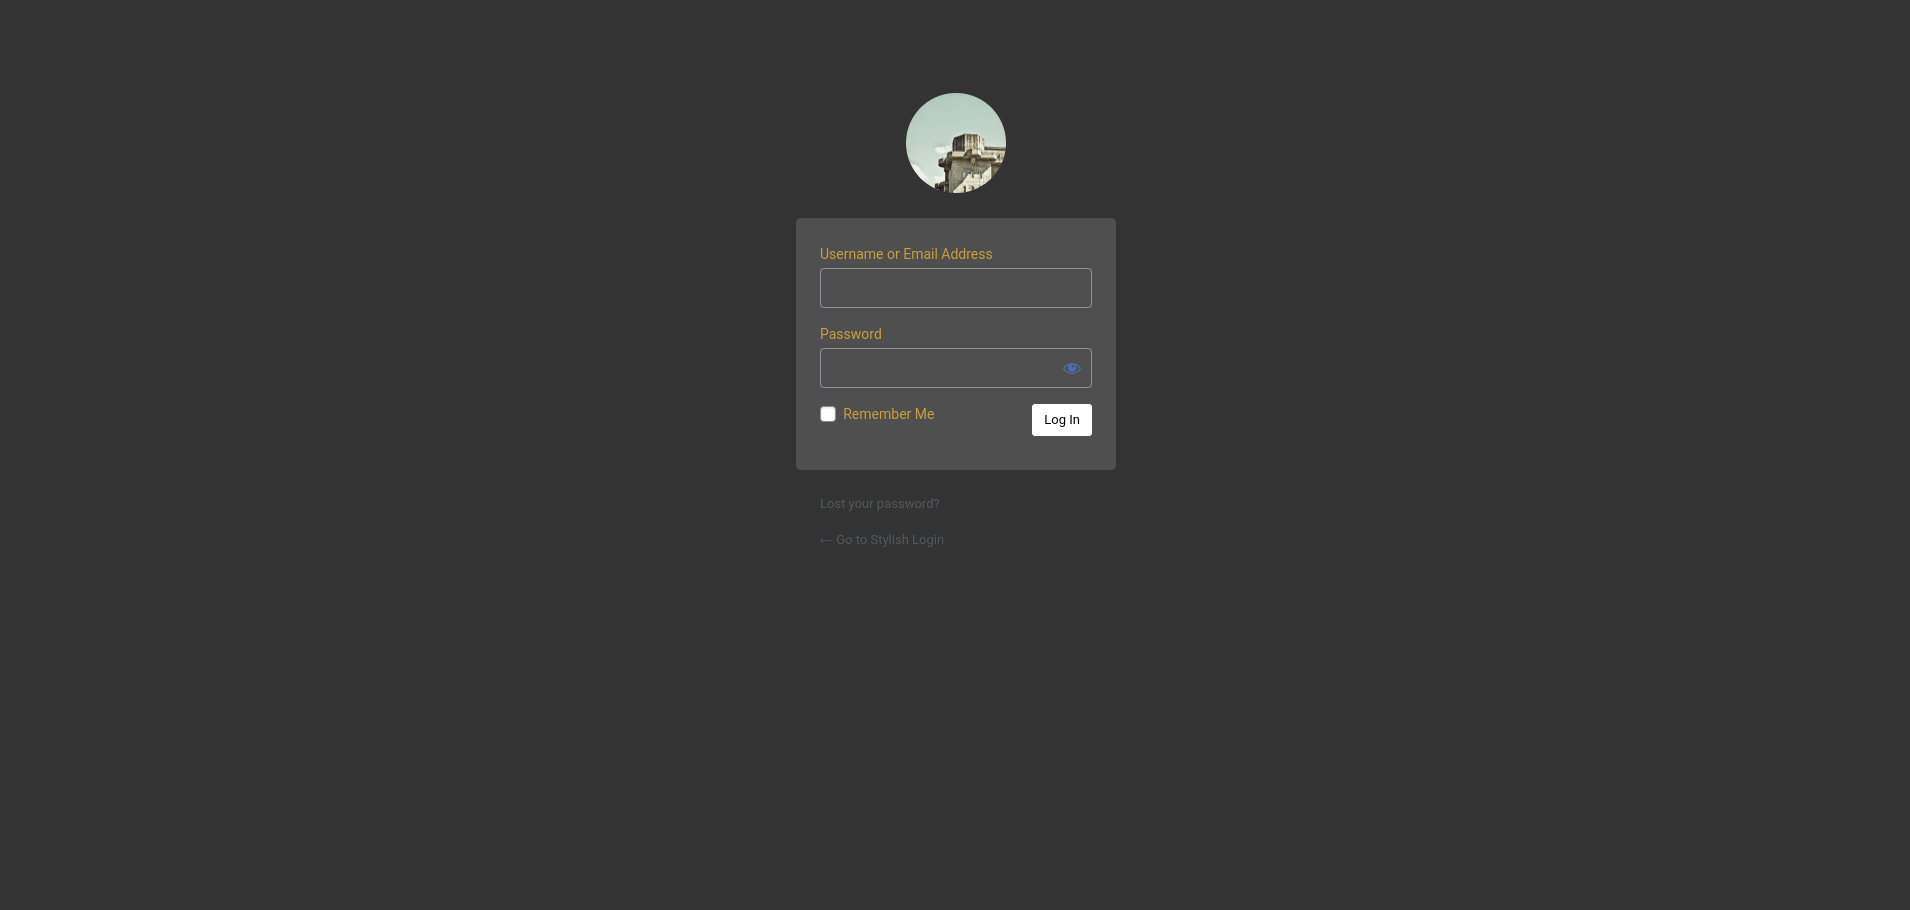 Username or Email Address
Password
Remember Me
Log In
Lost your password?
← Go to Stylish Login